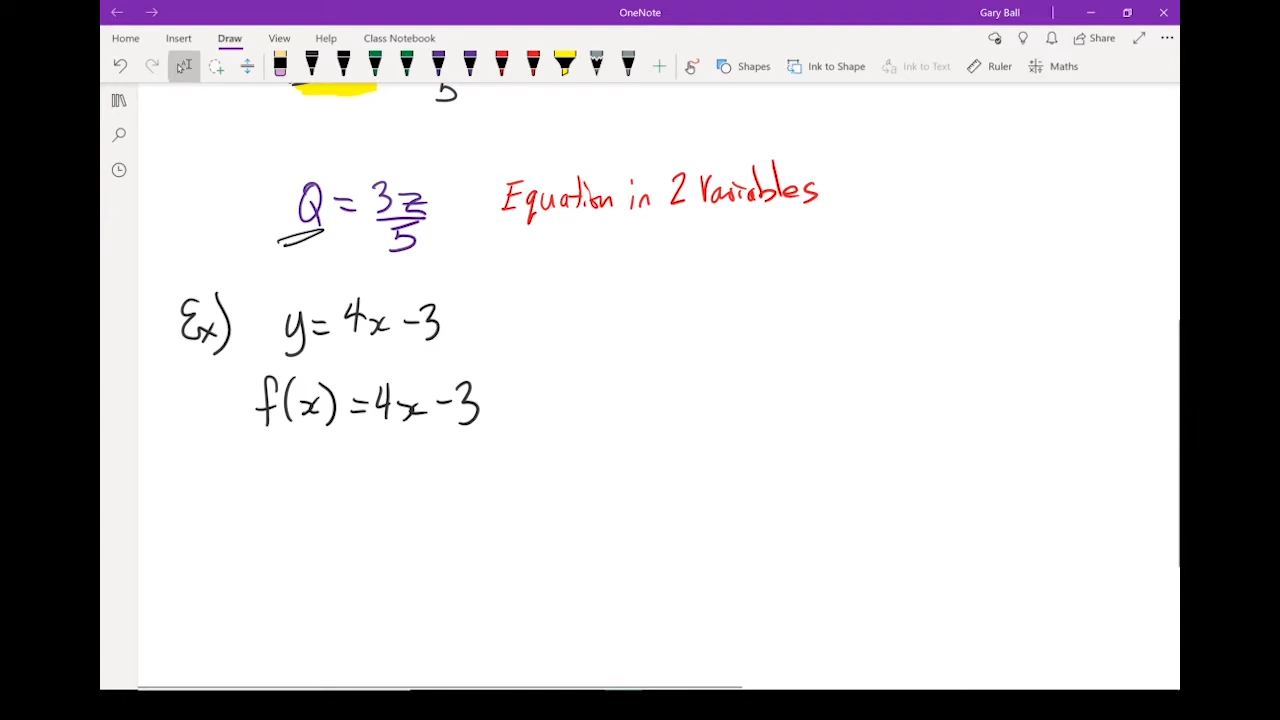 OneNote
Gary Ball
Home Insert Draw View Help Class Notebook
Share
Shapes Ink to Shape Ink to Text Ruler Maths
5
Q = 3z/5 Equation in 2 Variables
Ex) y = 4x - 3
f(x) = 4x - 3